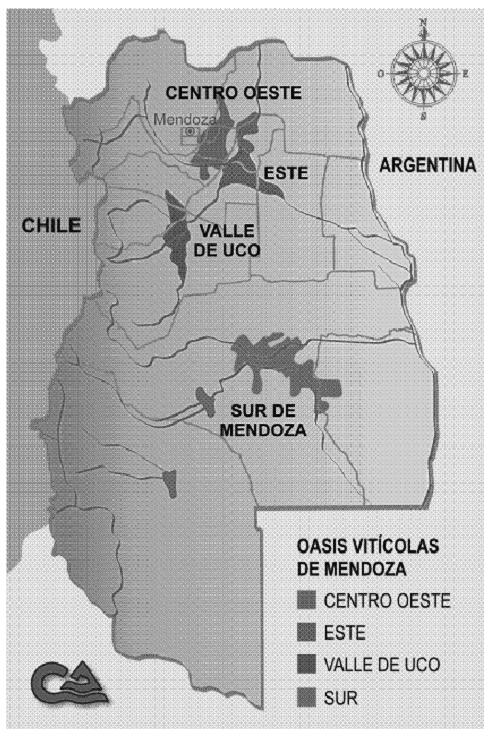 N
O
E
S
CENTRO OESTE
Mendoza
ARGENTINA
ESTE
CHILE
VALLE
DE UCO
SUR DE
MENDOZA
OASIS VITÍCOLAS
DE MENDOZA
CENTRO OESTE
ESTE
VALLE DE UCO
SUR